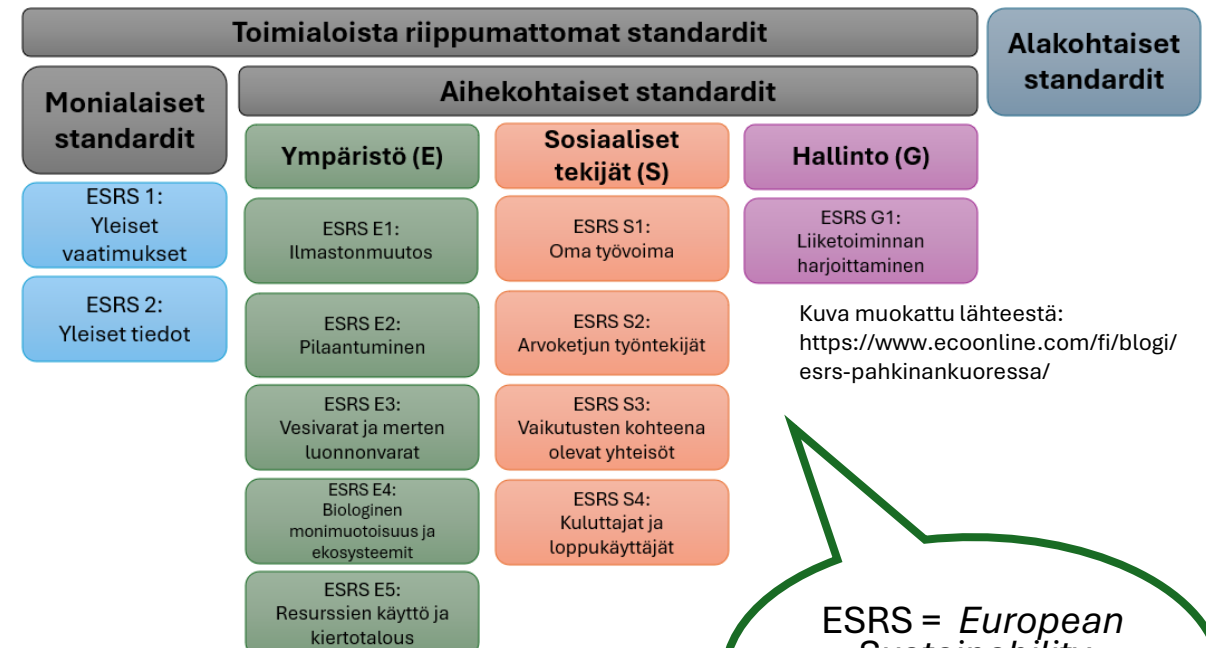 Toimialoista riippumattomat standardit
Alakohtaiset
standardit
Monialaiset
standardit
Aihekohtaiset standardit
Ympäristö (E)
Sosiaaliset
tekijät (S)
Hallinto (G)
ESRS 1:
Yleiset
vaatimukset
ESRS 2:
Yleiset tiedot
ESRS E1:
Ilmastonmuutos
ESRS E2:
Pilaantuminen
ESRS E3:
Vesivarat ja merten
luonnonvarat
ESRS E4:
Biologinen
monimuotoisuus ja
ekosysteemit
ESRS E5:
Resurssien käyttö ja
kiertotalous
ESRS S1:
Oma työvoima
ESRS S2:
Arvoketjun työntekijät
ESRS S3:
Vaikutusten kohteena
olevat yhteisöt
ESRS S4:
Kuluttajat ja
loppukäyttäjät
ESRS G1:
Liiketoiminnan
harjoittaminen
Kuva muokattu lähteestä:
https://www.ecoonline.com/fi/blogi/
esrs-pahkinankuoressa/
ESRS = European
Sustainability